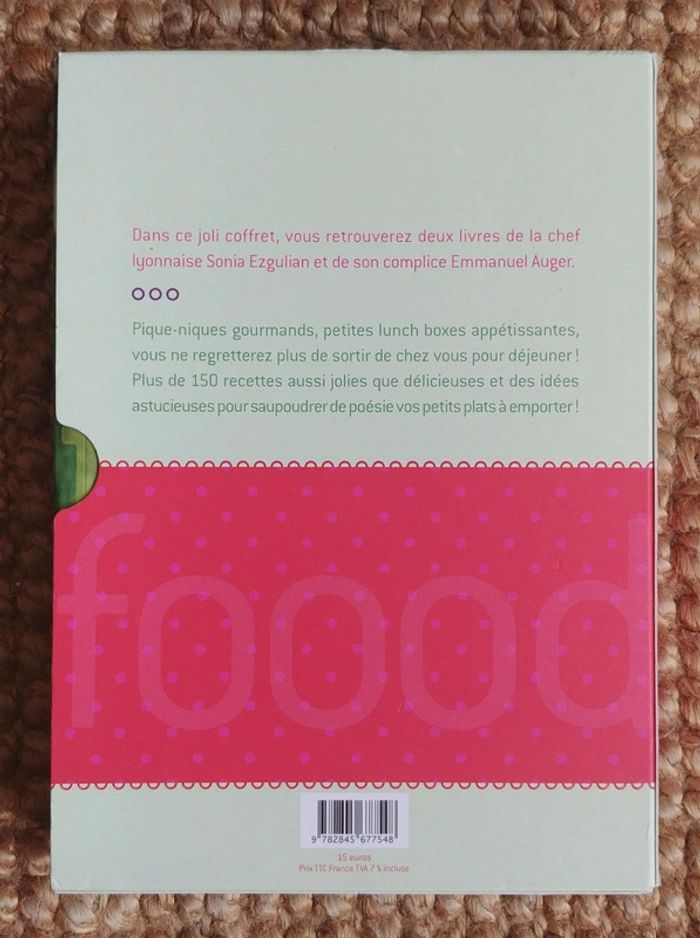 Dans ce joli coffret, vous retrouverez deux livres de la chef
lyonnaise Sonia Ezgulian et de son complice Emmanuel Auger.
Pique-niques gourmands, petites lunch boxes appétissantes,
vous ne regretterez plus de sortir de chez vous pour déjeuner !
Plus de 150 recettes aussi jolies que délicieuses et des idées
astucieuses pour saupoudrer de poésie vos petits plats à emporter !
foood
9 782845 677548
15 euros
Prix TTC France TVA 7 % incluse